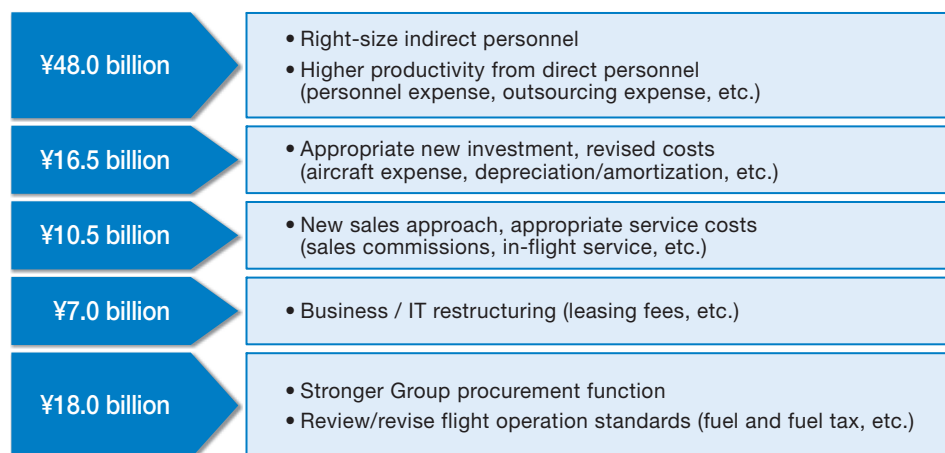 ¥48.0 billion
• Right-size indirect personnel
• Higher productivity from direct personnel
(personnel expense, outsourcing expense, etc.)
¥16.5 billion
• Appropriate new investment, revised costs
(aircraft expense, depreciation/amortization, etc.)
¥10.5 billion
• New sales approach, appropriate service costs
(sales commissions, in-flight service, etc.)
¥7.0 billion
• Business / IT restructuring (leasing fees, etc.)
¥18.0 billion
• Stronger Group procurement function
• Review/revise flight operation standards (fuel and fuel tax, etc.)